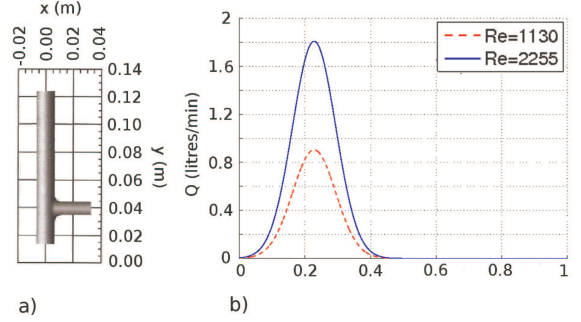 x (m)
-0.02 0.00 0.02 0.04
0.14
0.12
0.10
0.08
0.06
0.04
0.02
0.00
y (m)
a)
2
1.6
1.2
0.8
0.4
0
Q (litres/min)
Re=1130
Re=2255
0 0.2 0.4 0.6 0.8 1
b)